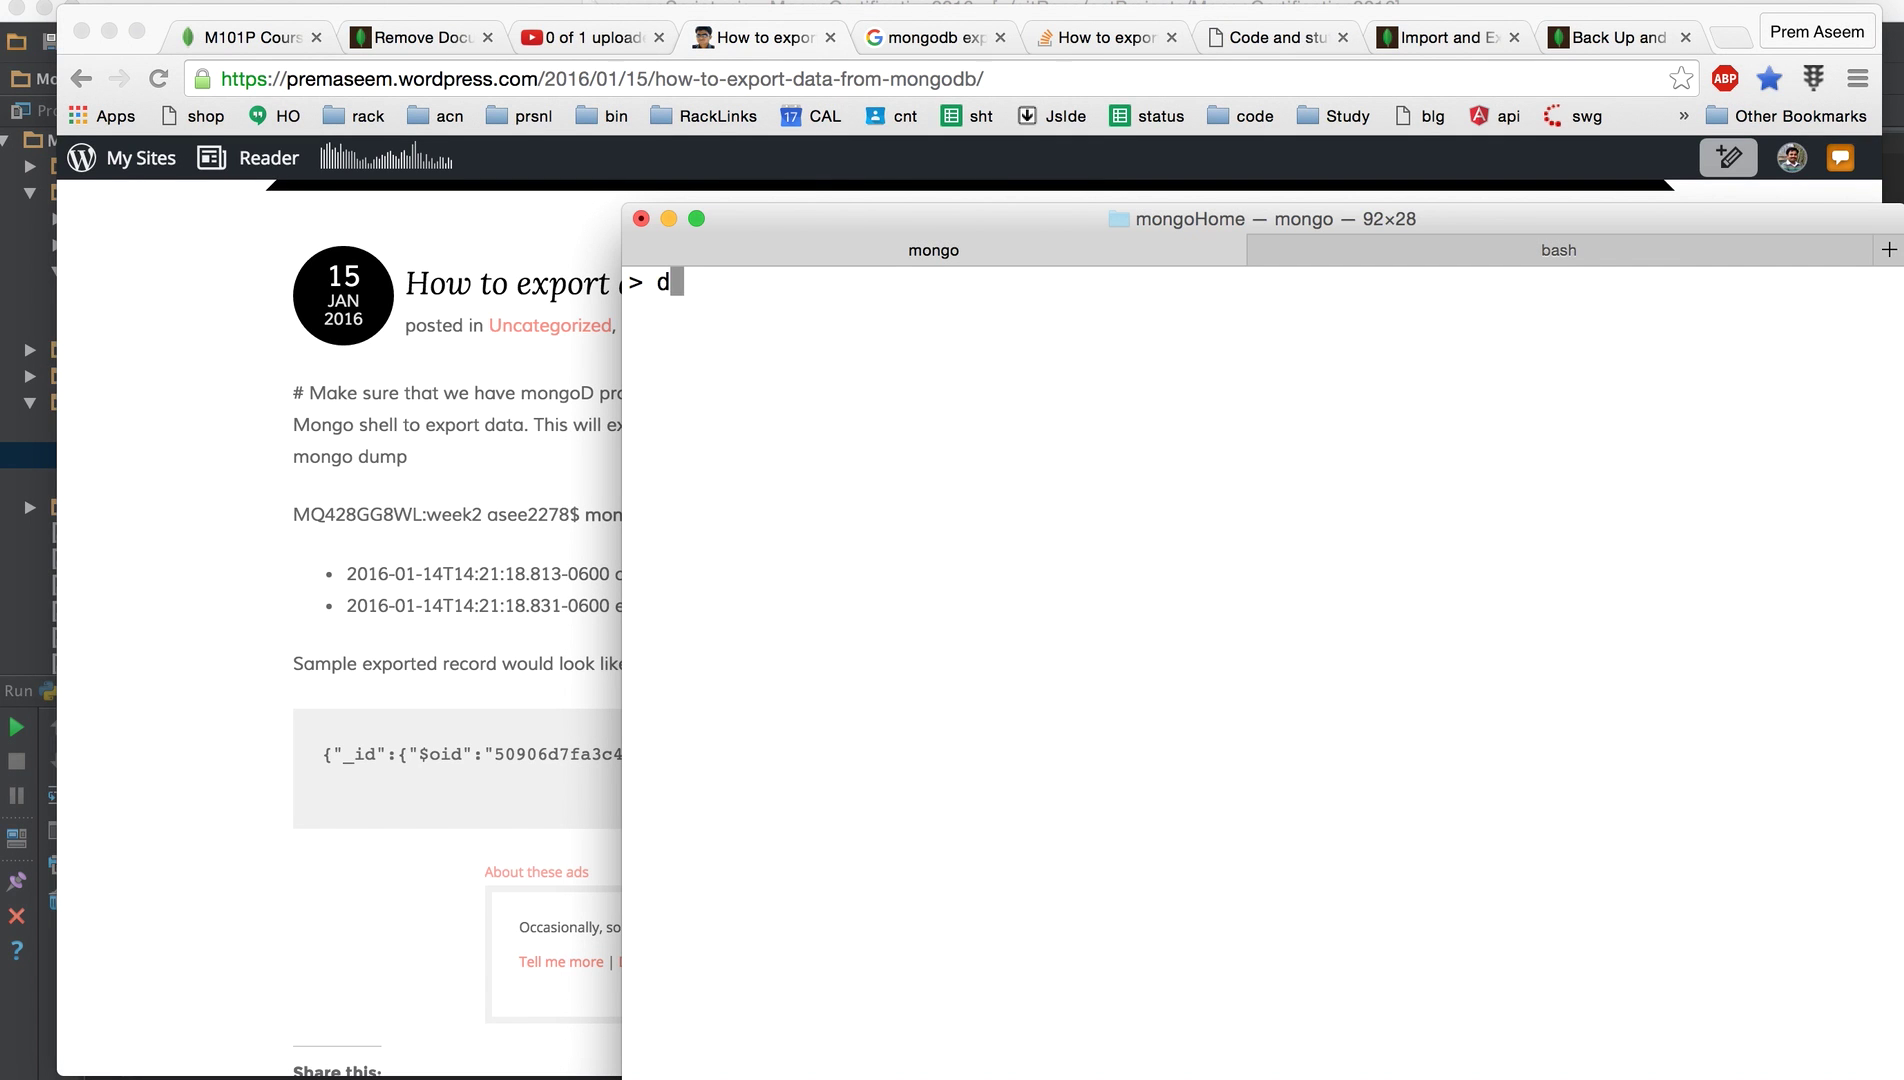 M101P Cours
Remove Docu
0 of 1 uploade
How to expor
mongodb exp
How to expor
Code and stu
Import and Ex
Back Up and
Prem Aseem
https://premaseem.wordpress.com/2016/01/15/how-to-export-data-from-mongodb/
ABP
Apps
shop
HO
rack
acn
prsnl
bin
RackLinks
17
CAL
cnt
sht
JsIde
status
code
Study
blg
api
swg
»
Other Bookmarks
My Sites
Reader
mongoHome — mongo — 92×28
mongo
bash
> d
15
JAN
2016
How to export
posted in Uncategorized,
# Make sure that we have mongoD pro
Mongo shell to export data. This will ex
mongo dump
MQ428GG8WL:week2 asee2278$ mon
2016-01-14T14:21:18.813-0600 c
2016-01-14T14:21:18.831-0600 e
Sample exported record would look like
{"_id":{"$oid":"50906d7fa3c4
About these ads
Occasionally, so
Tell me more |
Share this:
Run